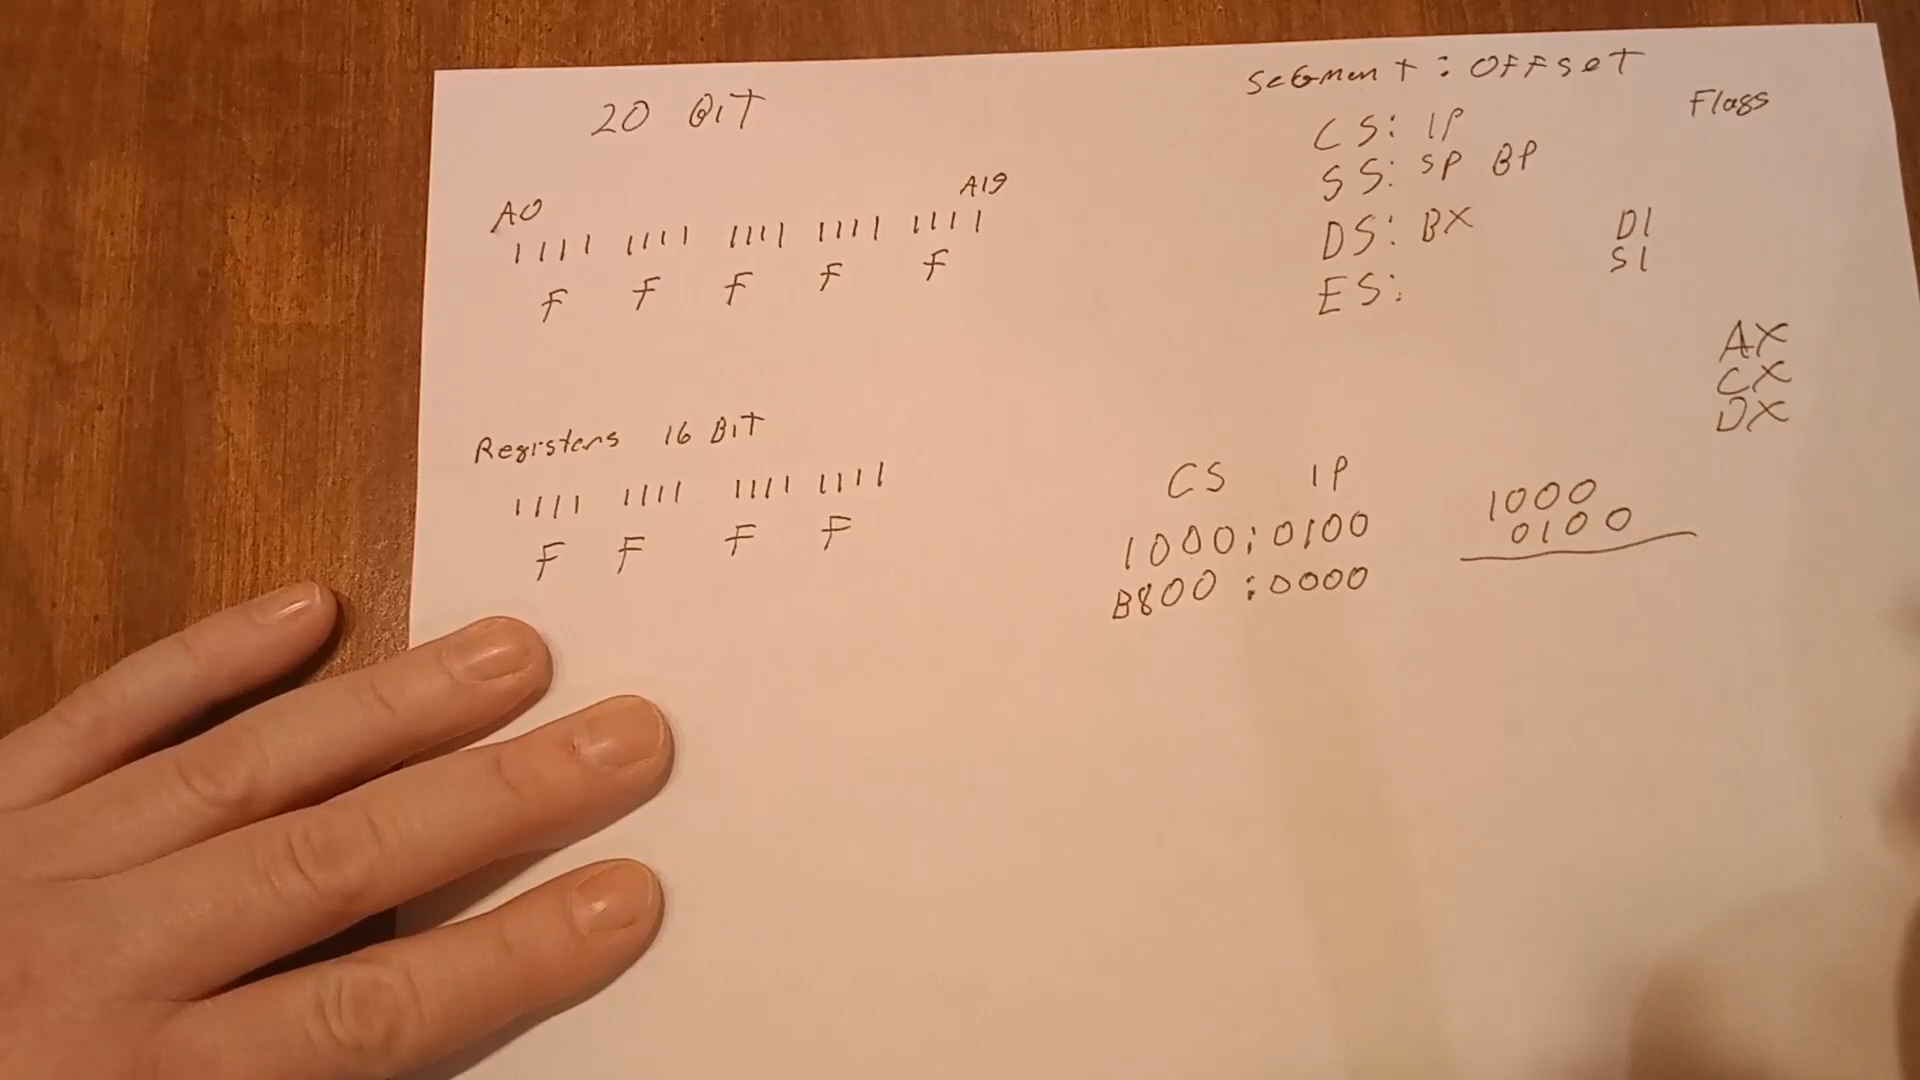 20 BIT
A0 A19
1111 1111 1111 1111 1111
F F F F F
Registers 16 BIT
1111 1111 1111 1111
F F F F
Segment : OFFset
Flags
CS: IP
SS: SP BP
DS: BX
ES:
DI
SI
AX
CX
DX
CS IP
1000:0100
B800:0000
1000
0100